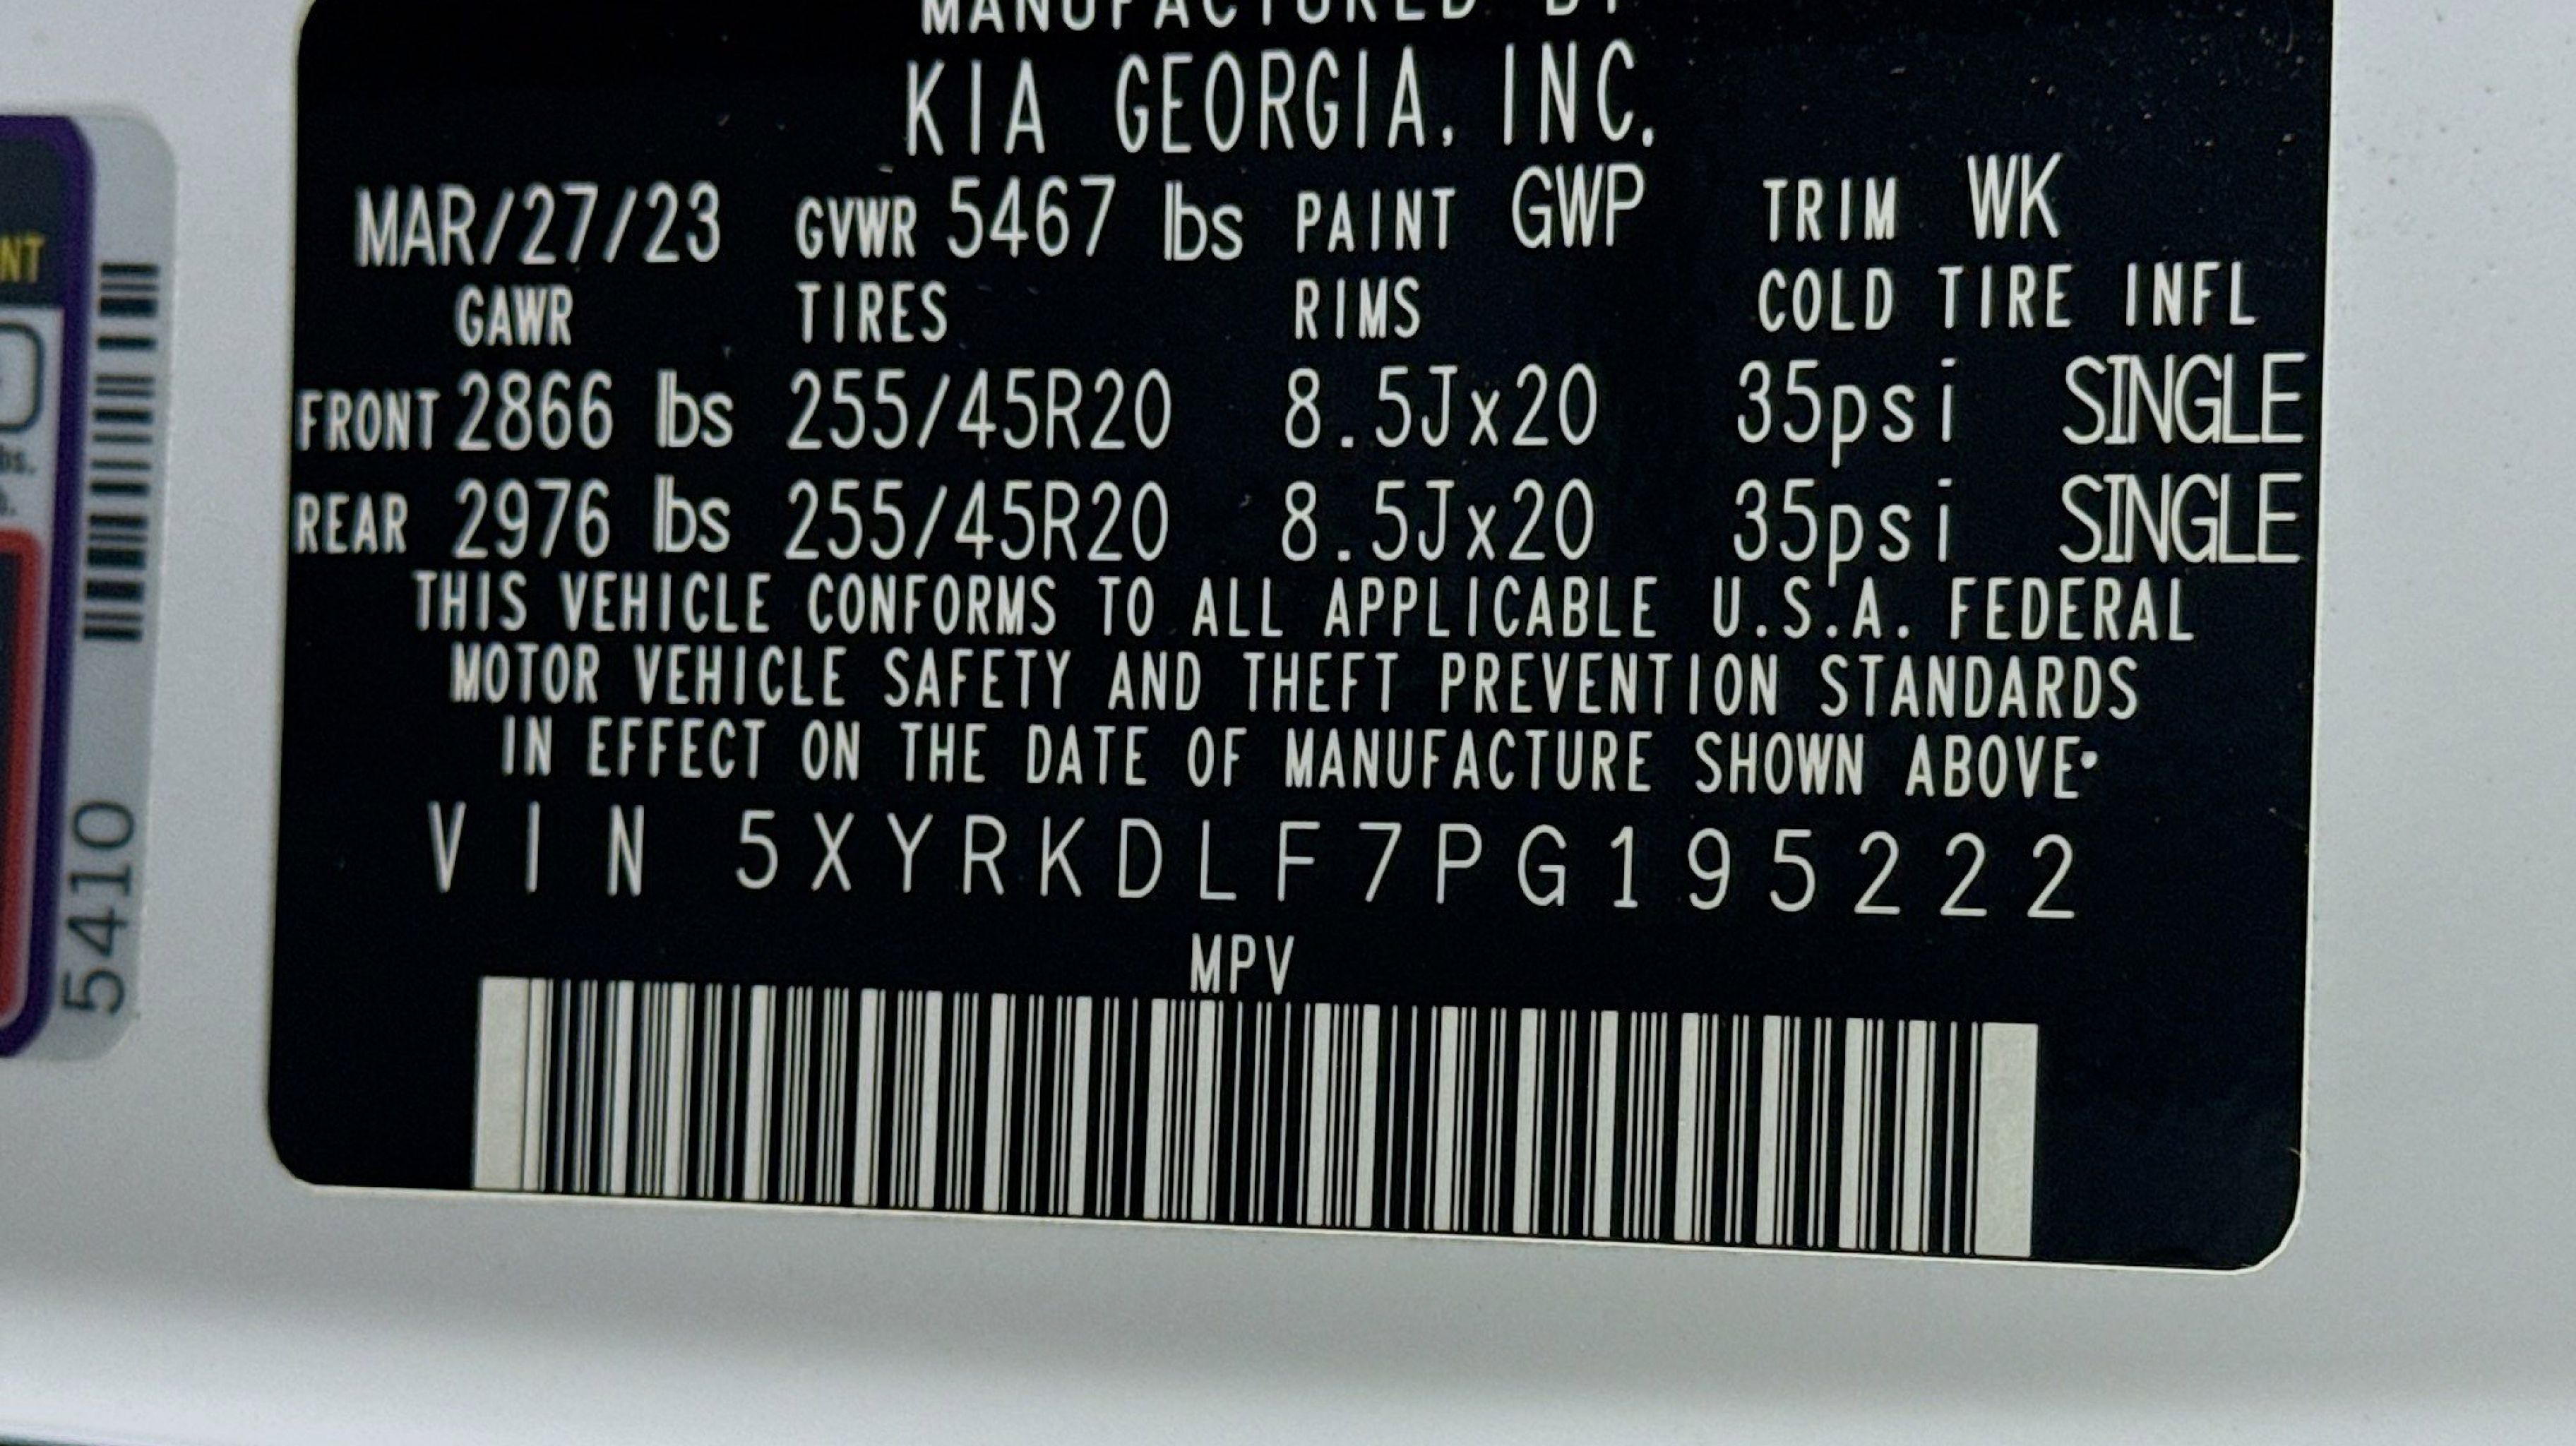 MANUFACTURED BY
KIA GEORGIA, INC.
MAR/27/23 GVWR 5467 lbs PAINT GWP TRIM WK
GAWR TIRES RIMS COLD TIRE INFL
FRONT 2866 lbs 255/45R20 8.5Jx20 35psi SINGLE
REAR 2976 lbs 255/45R20 8.5Jx20 35psi SINGLE
THIS VEHICLE CONFORMS TO ALL APPLICABLE U.S.A. FEDERAL
MOTOR VEHICLE SAFETY AND THEFT PREVENTION STANDARDS
IN EFFECT ON THE DATE OF MANUFACTURE SHOWN ABOVE•
VIN 5XYRKDLF7PG195222
MPV
5410